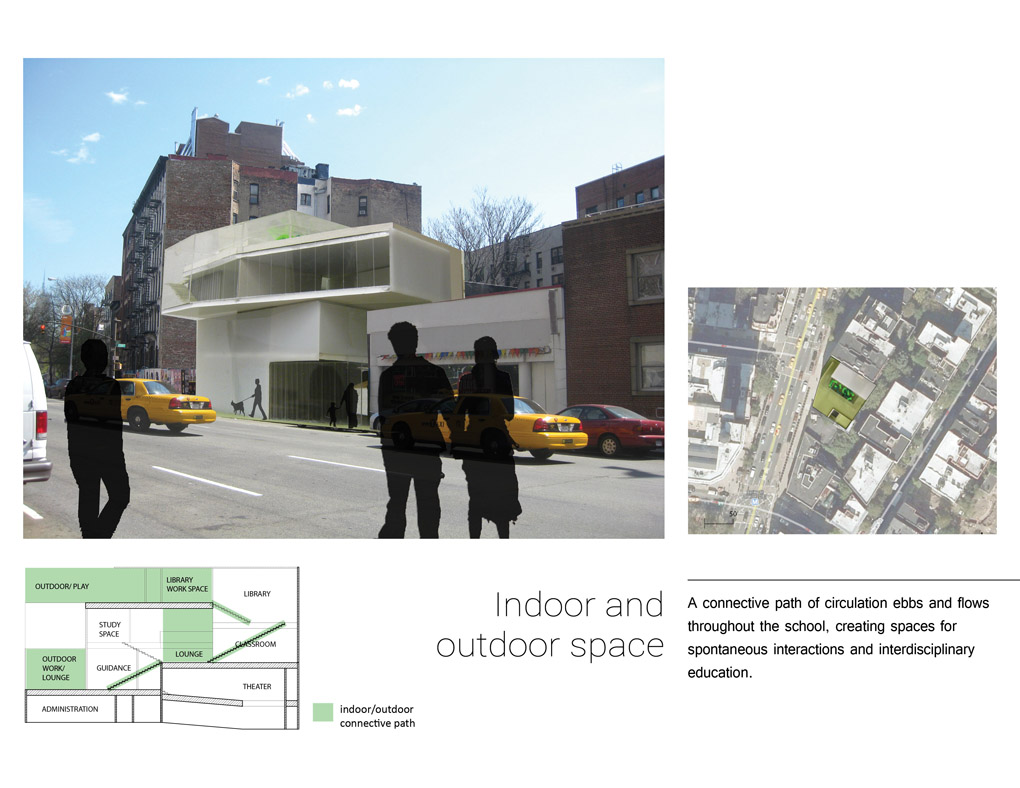 50
OUTDOOR/ PLAY
LIBRARY
WORK SPACE
LIBRARY
STUDY
SPACE
CLASSROOM
LOUNGE
OUTDOOR
WORK/
LOUNGE
GUIDANCE
THEATER
ADMINISTRATION
indoor/outdoor
connective path
Indoor and
outdoor space
A connective path of circulation ebbs and flows
throughout the school, creating spaces for
spontaneous interactions and interdisciplinary
education.